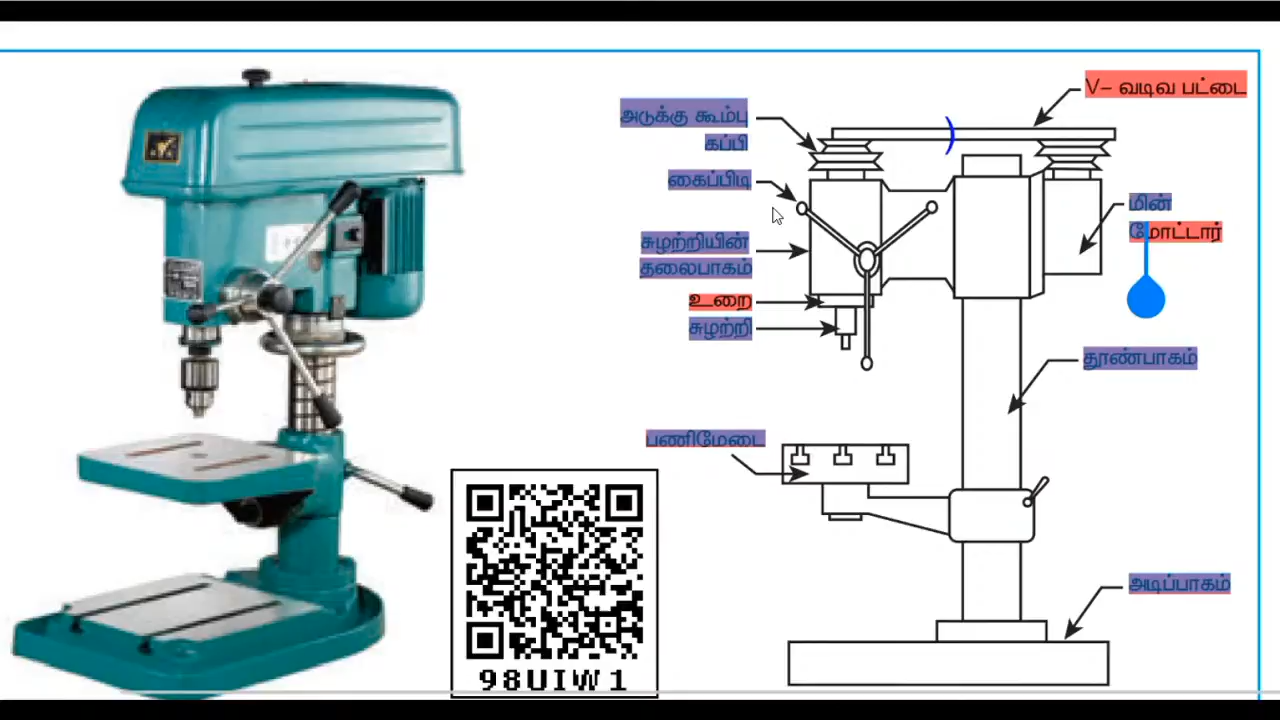 V– வடிவ பட்டை
அடுக்கு கூம்பு
கப்பி
கைப்பிடி
மின்
மோட்டார்
சுழற்றியின்
தலைபாகம்
உறை
சுழற்றி
தூண்பாகம்
பணிமேடை
அடிப்பாகம்
98UIW1